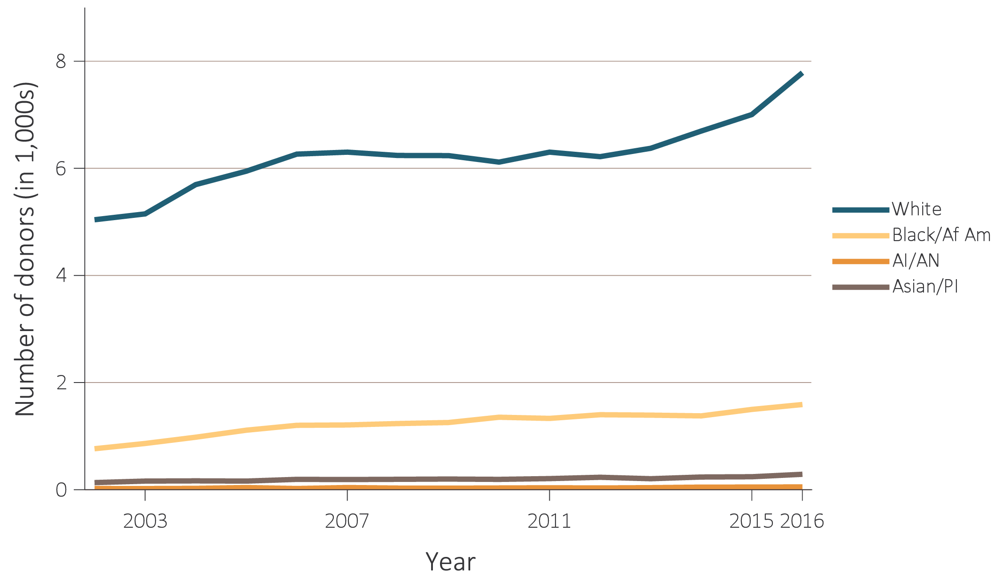 Number of donors (in 1,000s)
8
6
4
2
0
2003
2007
2011
2015
2016
Year
White
Black/Af Am
AI/AN
Asian/PI